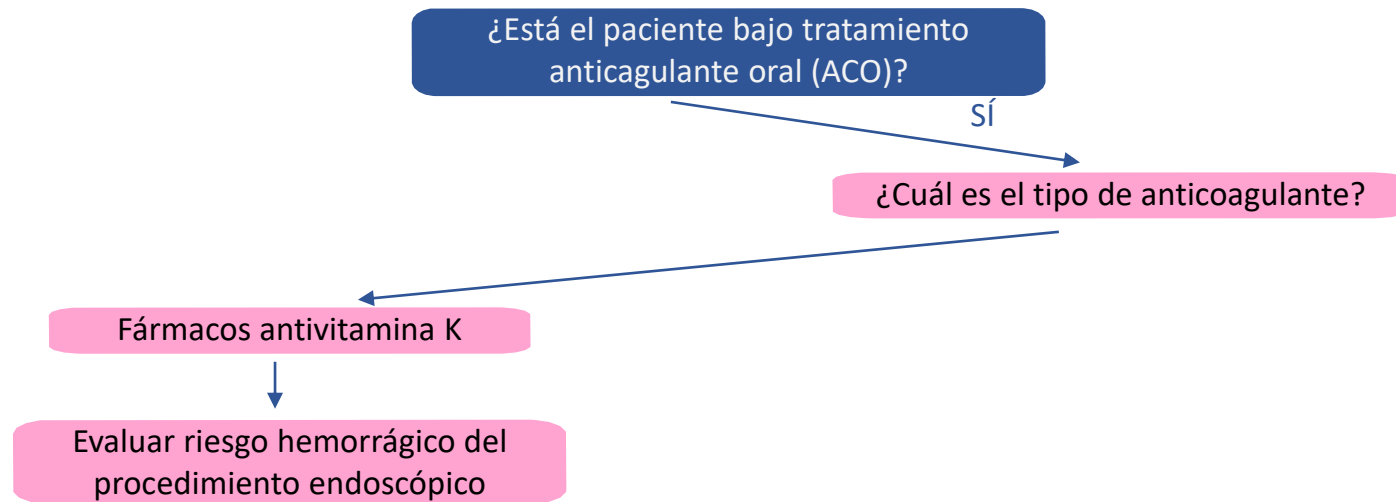 ¿Está el paciente bajo tratamiento
anticagulante oral (ACO)?
SÍ
¿Cuál es el tipo de anticoagulante?
Fármacos antivitamina K
Evaluar riesgo hemorrágico del
procedimiento endoscópico